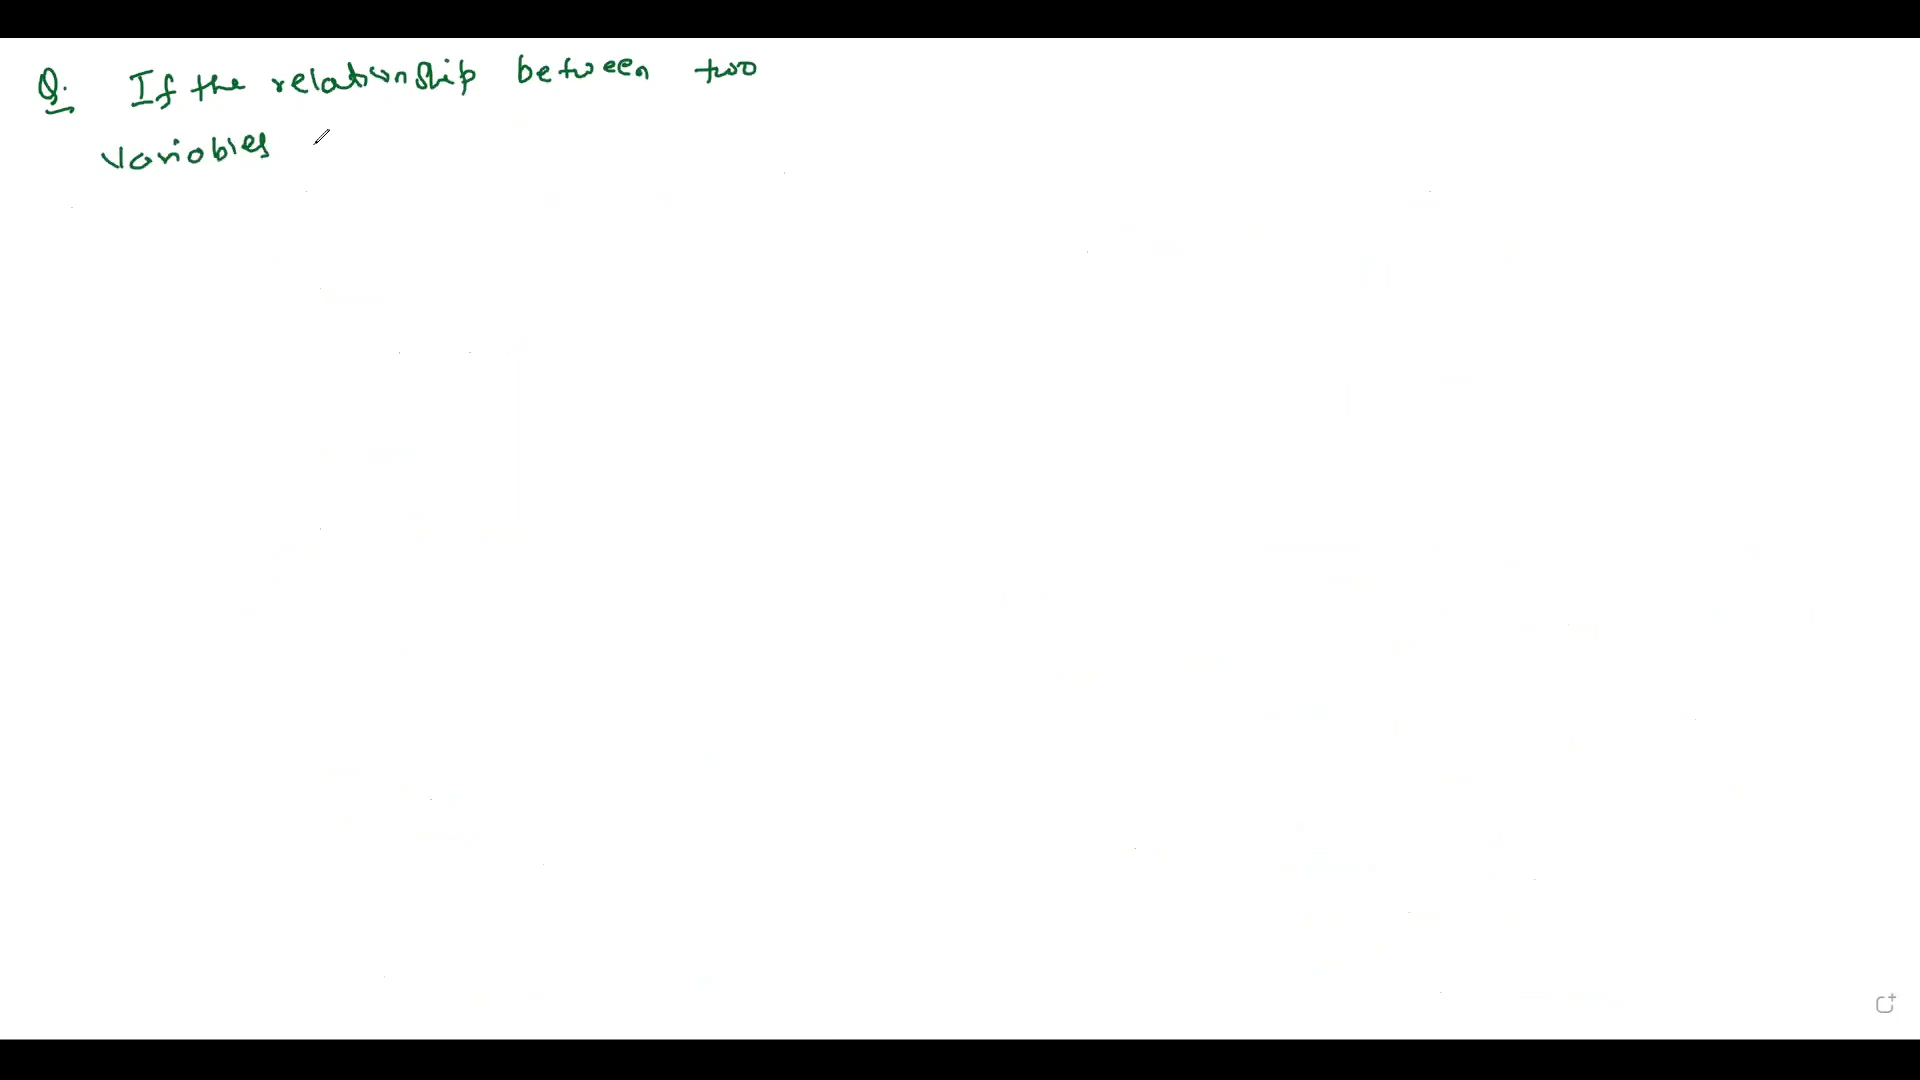 Q. If the relationship between two
variables